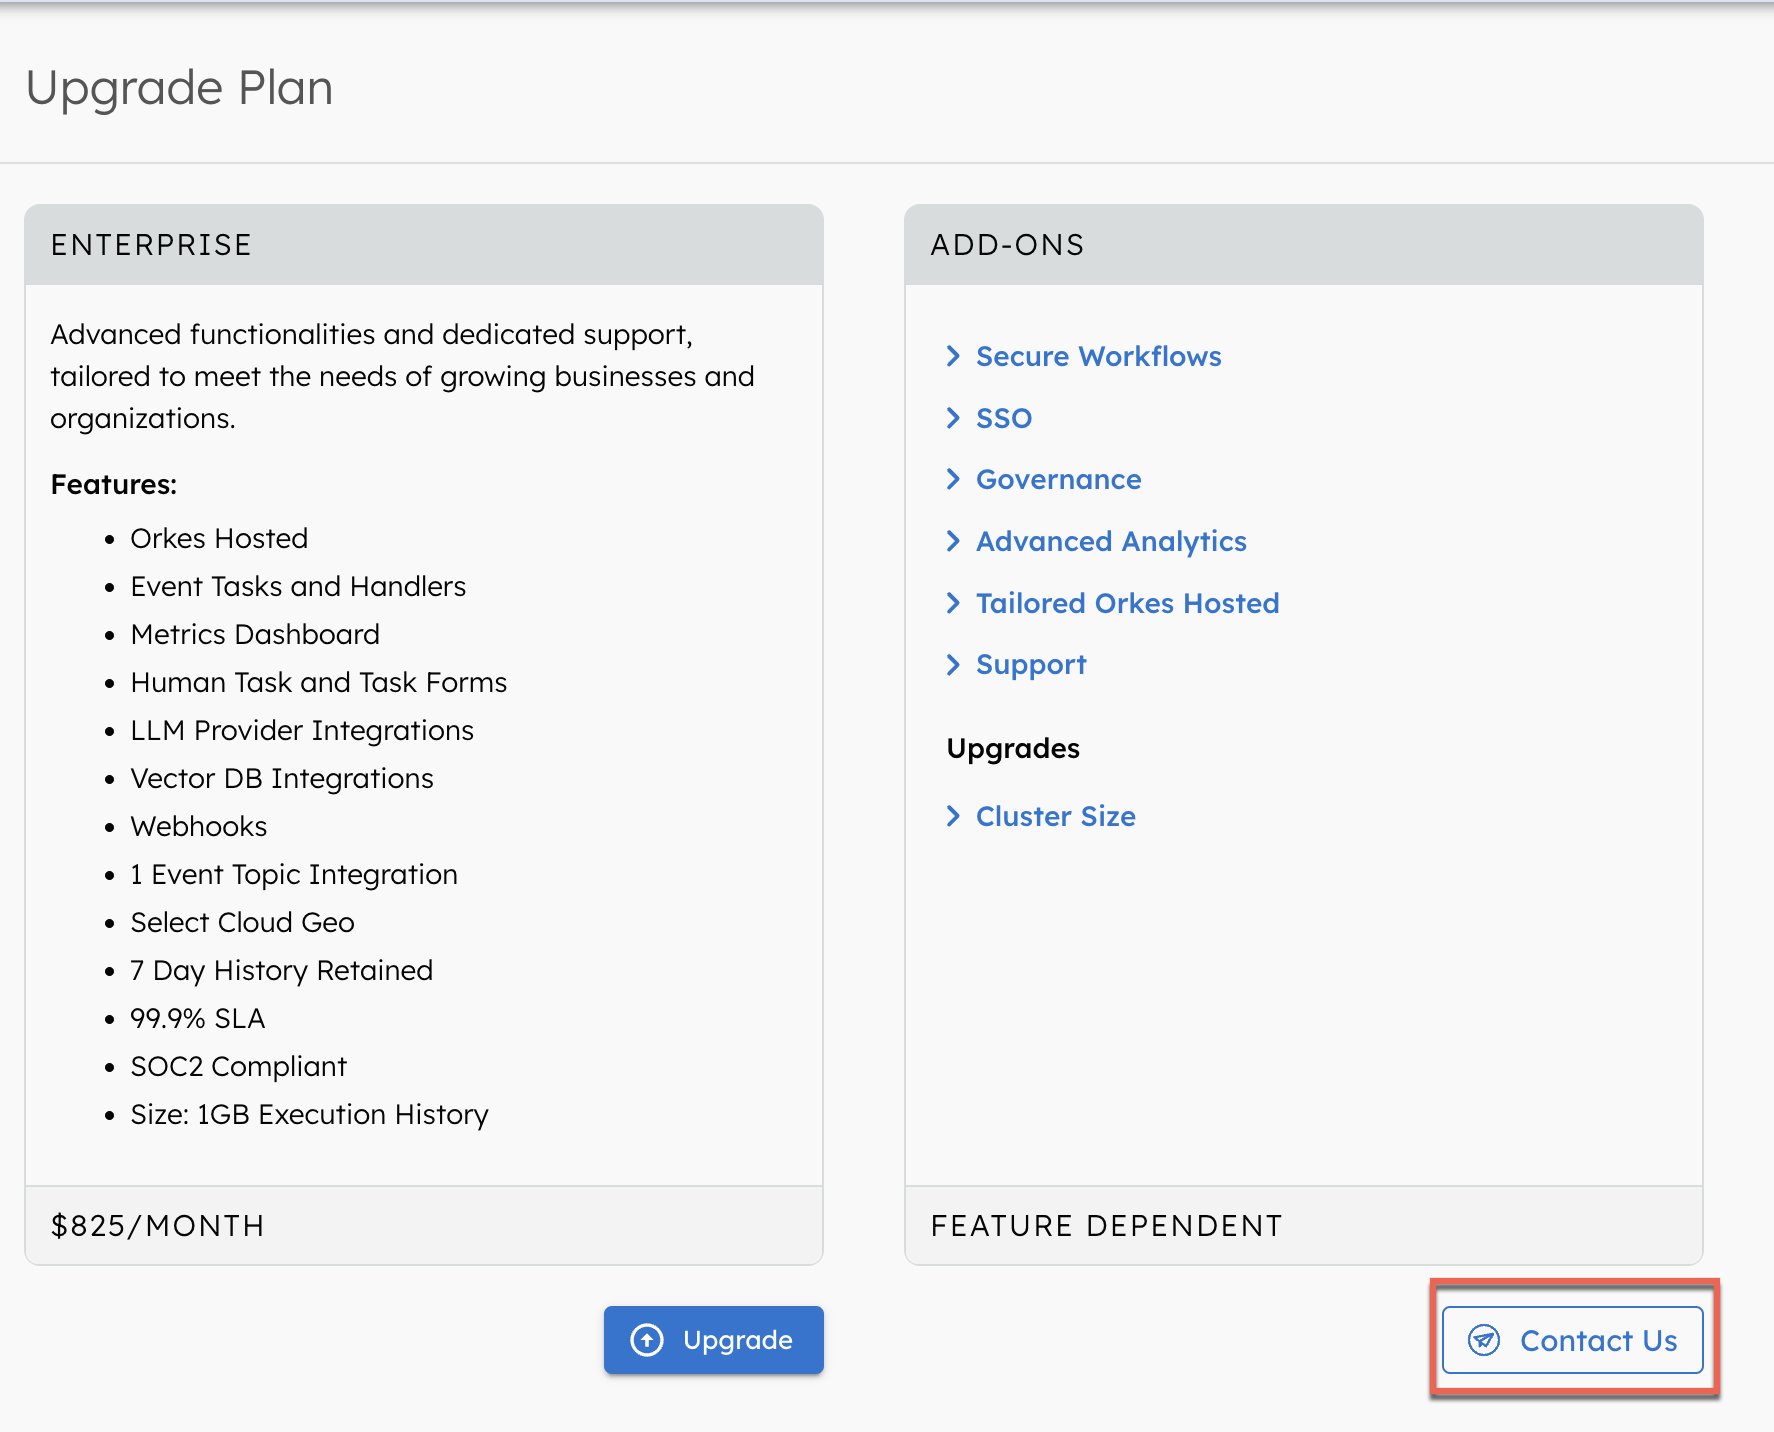 Upgrade Plan
ENTERPRISE
Advanced functionalities and dedicated support,
tailored to meet the needs of growing businesses and
organizations.
Features:
• Orkes Hosted
• Event Tasks and Handlers
• Metrics Dashboard
• Human Task and Task Forms
• LLM Provider Integrations
• Vector DB Integrations
• Webhooks
• 1 Event Topic Integration
• Select Cloud Geo
• 7 Day History Retained
• 99.9% SLA
• SOC2 Compliant
• Size: 1GB Execution History
$825/MONTH
Upgrade
ADD-ONS
Secure Workflows
SSO
Governance
Advanced Analytics
Tailored Orkes Hosted
Support
Upgrades
Cluster Size
FEATURE DEPENDENT
Contact Us